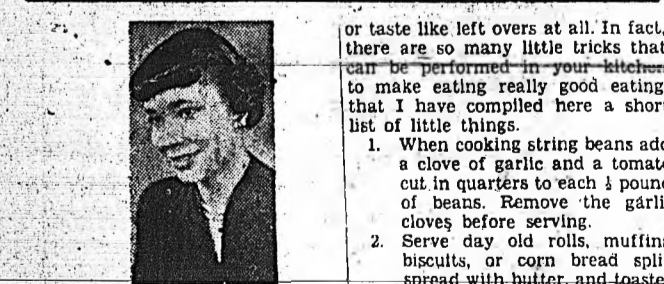 or taste like left overs at all. In fact,
there are so many little tricks that
can be performed in your kitchen
to make eating really good eating
that I have compiled here a short
list of little things.
1. When cooking string beans add
a clove of garlic and a tomato
cut in quarters to each ½ pound
of beans. Remove the garlic
cloves before serving.
2. Serve day old rolls, muffins
biscuits, or corn bread split
spread with butter, and toasted